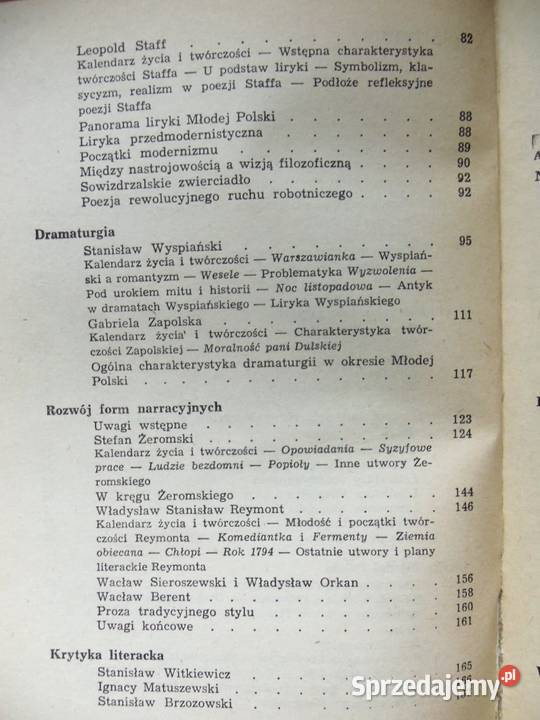 Leopold Staff . . . . . . . . . . . 82
Kalendarz życia i twórczości — Wstępna charakterystyka
twórczości Staffa — U podstaw liryki — Symbolizm, kla-
sycyzm, realizm w poezji Staffa — Podłoże refleksyjne
poezji Staffa
Panorama liryki Młodej Polski . . . . . . . 88
Liryka przedmodernistyczna . . . . . . . 88
Początki modernizmu . . . . . . . . . 89
Między nastrojowością a wizją filozoficzną . . . . 90
Sowizdrzalskie zwierciadło . . . . . . . 92
Poezja rewolucyjnego ruchu robotniczego . . . . 92
Dramaturgia
Stanisław Wyspiański . . . . . . . . . 95
Kalendarz życia i twórczości — Warszawianka — Wyspiań-
ski a romantyzm — Wesele — Problematyka Wyzwolenia —
Pod urokiem mitu i historii — Noc listopadowa — Antyk
w dramatach Wyspiańskiego — Liryka Wyspiańskiego
Gabriela Zapolska . . . . . . . . . . 111
Kalendarz życia i twórczości — Charakterystyka twór-
czości Zapolskiej — Moralność pani Dulskiej
Ogólna charakterystyka dramaturgii w okresie Młodej
Polski . . . . . . . . . . . . . 117
Rozwój form narracyjnych
Uwagi wstępne . . . . . . . . . . 123
Stefan Żeromski . . . . . . . . . . 124
Kalendarz życia i twórczości — Opowiadania — Syzyfowe
prace — Ludzie bezdomni — Popioły — Inne utwory Że-
romskiego
W kręgu Żeromskiego . . . . . . . . . 144
Władysław Stanisław Reymont . . . . . . . 146
Kalendarz życia i twórczości — Młodość i początki twór-
czości Reymonta — Komediantka i Fermenty — Ziemia
obiecana — Chłopi — Rok 1794 — Ostatnie utwory i plany
literackie Reymonta
Wacław Sieroszewski i Władysław Orkan . . . . 156
Wacław Berent . . . . . . . . . . 158
Proza tradycyjnego stylu . . . . . . . . 160
Uwagi końcowe . . . . . . . . . . 161
Krytyka literacka
Stanisław Witkiewicz . . . . . . . . . 165
Ignacy Matuszewski . . . . . . . . .
Stanisław Brzozowski . . . . . . . . .
Sprzedajemy.pl